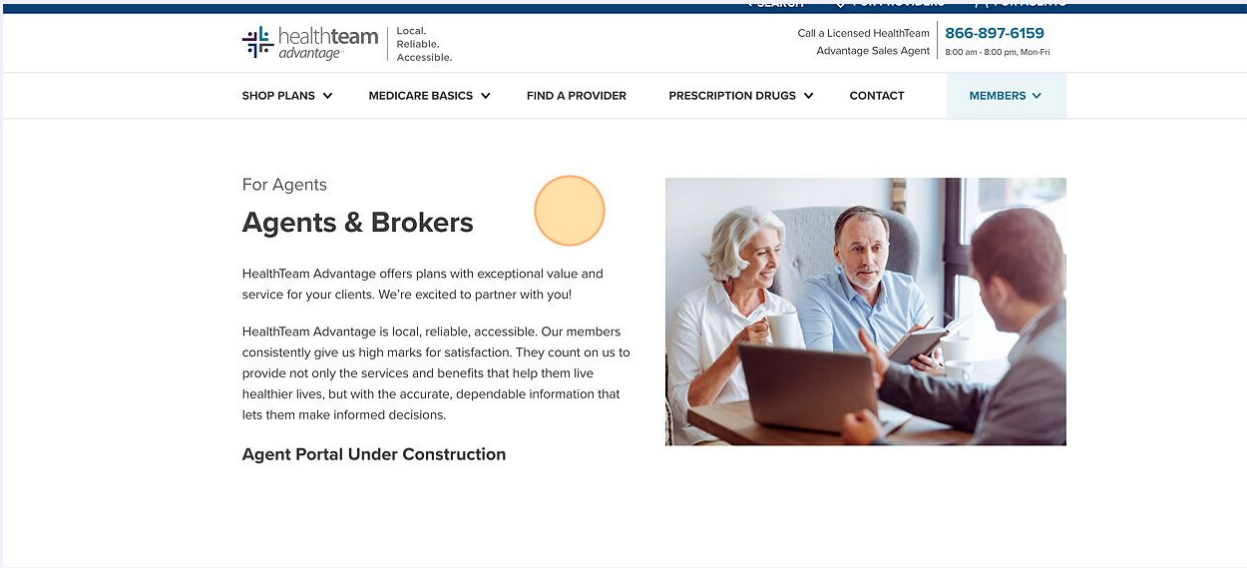 SEARCH FOR PROVIDERS FOR AGENTS
healthteam
advantage
Local.
Reliable.
Accessible.
Call a Licensed HealthTeam
Advantage Sales Agent
866-897-6159
8:00 am - 8:00 pm, Mon-Fri
SHOP PLANS MEDICARE BASICS FIND A PROVIDER PRESCRIPTION DRUGS CONTACT MEMBERS
For Agents
Agents & Brokers
HealthTeam Advantage offers plans with exceptional value and
service for your clients. We’re excited to partner with you!
HealthTeam Advantage is local, reliable, accessible. Our members
consistently give us high marks for satisfaction. They count on us to
provide not only the services and benefits that help them live
healthier lives, but with the accurate, dependable information that
lets them make informed decisions.
Agent Portal Under Construction